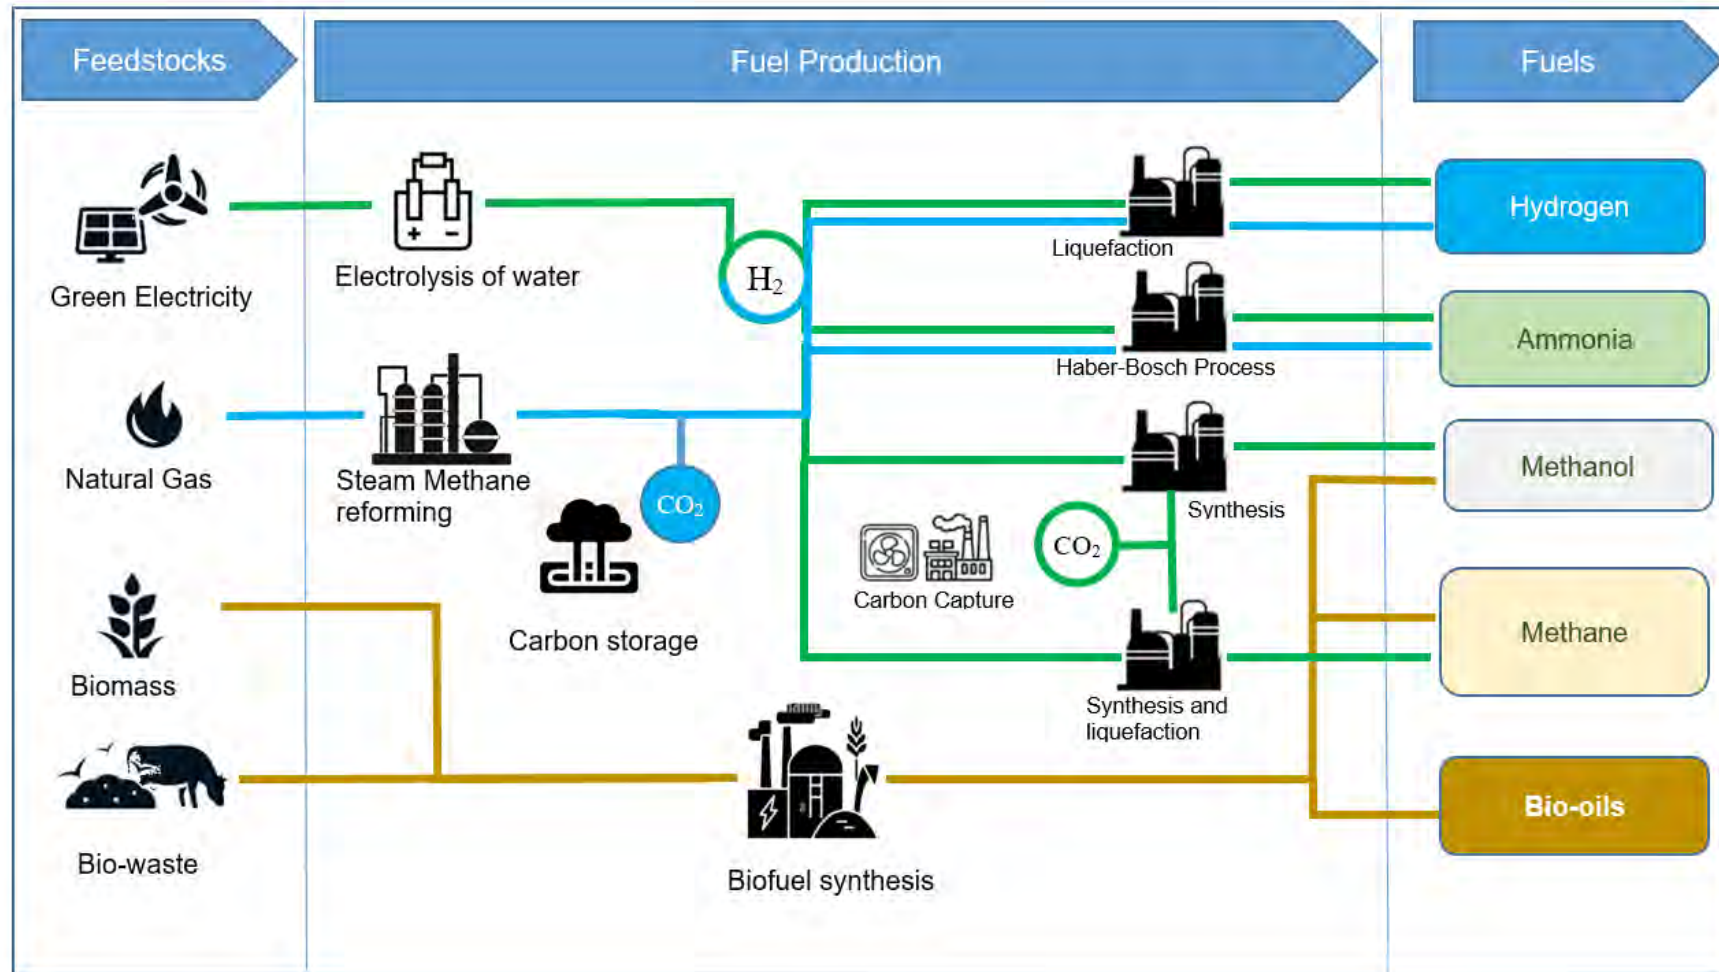 Feedstocks
Fuel Production
Fuels
Green Electricity
Electrolysis of water
H₂
Liquefaction
Hydrogen
Haber-Bosch Process
Ammonia
Natural Gas
Steam Methane
reforming
CO₂
Carbon storage
Synthesis
Methanol
CO₂
Carbon Capture
Biomass
Synthesis and
liquefaction
Methane
Bio-waste
Biofuel synthesis
Bio-oils